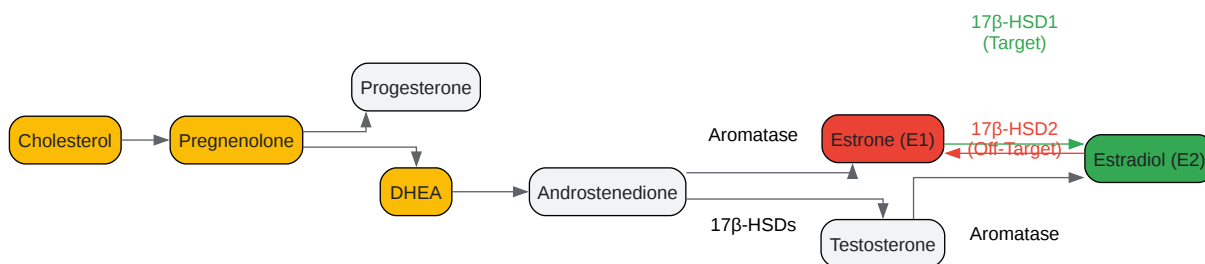 17β-HSD1
(Target)
Progesterone
Cholesterol
Pregnenolone
Aromatase
Estrone (E1)
17β-HSD2
(Off-Target)
Estradiol (E2)
DHEA
Androstenedione
17β-HSDs
Testosterone
Aromatase